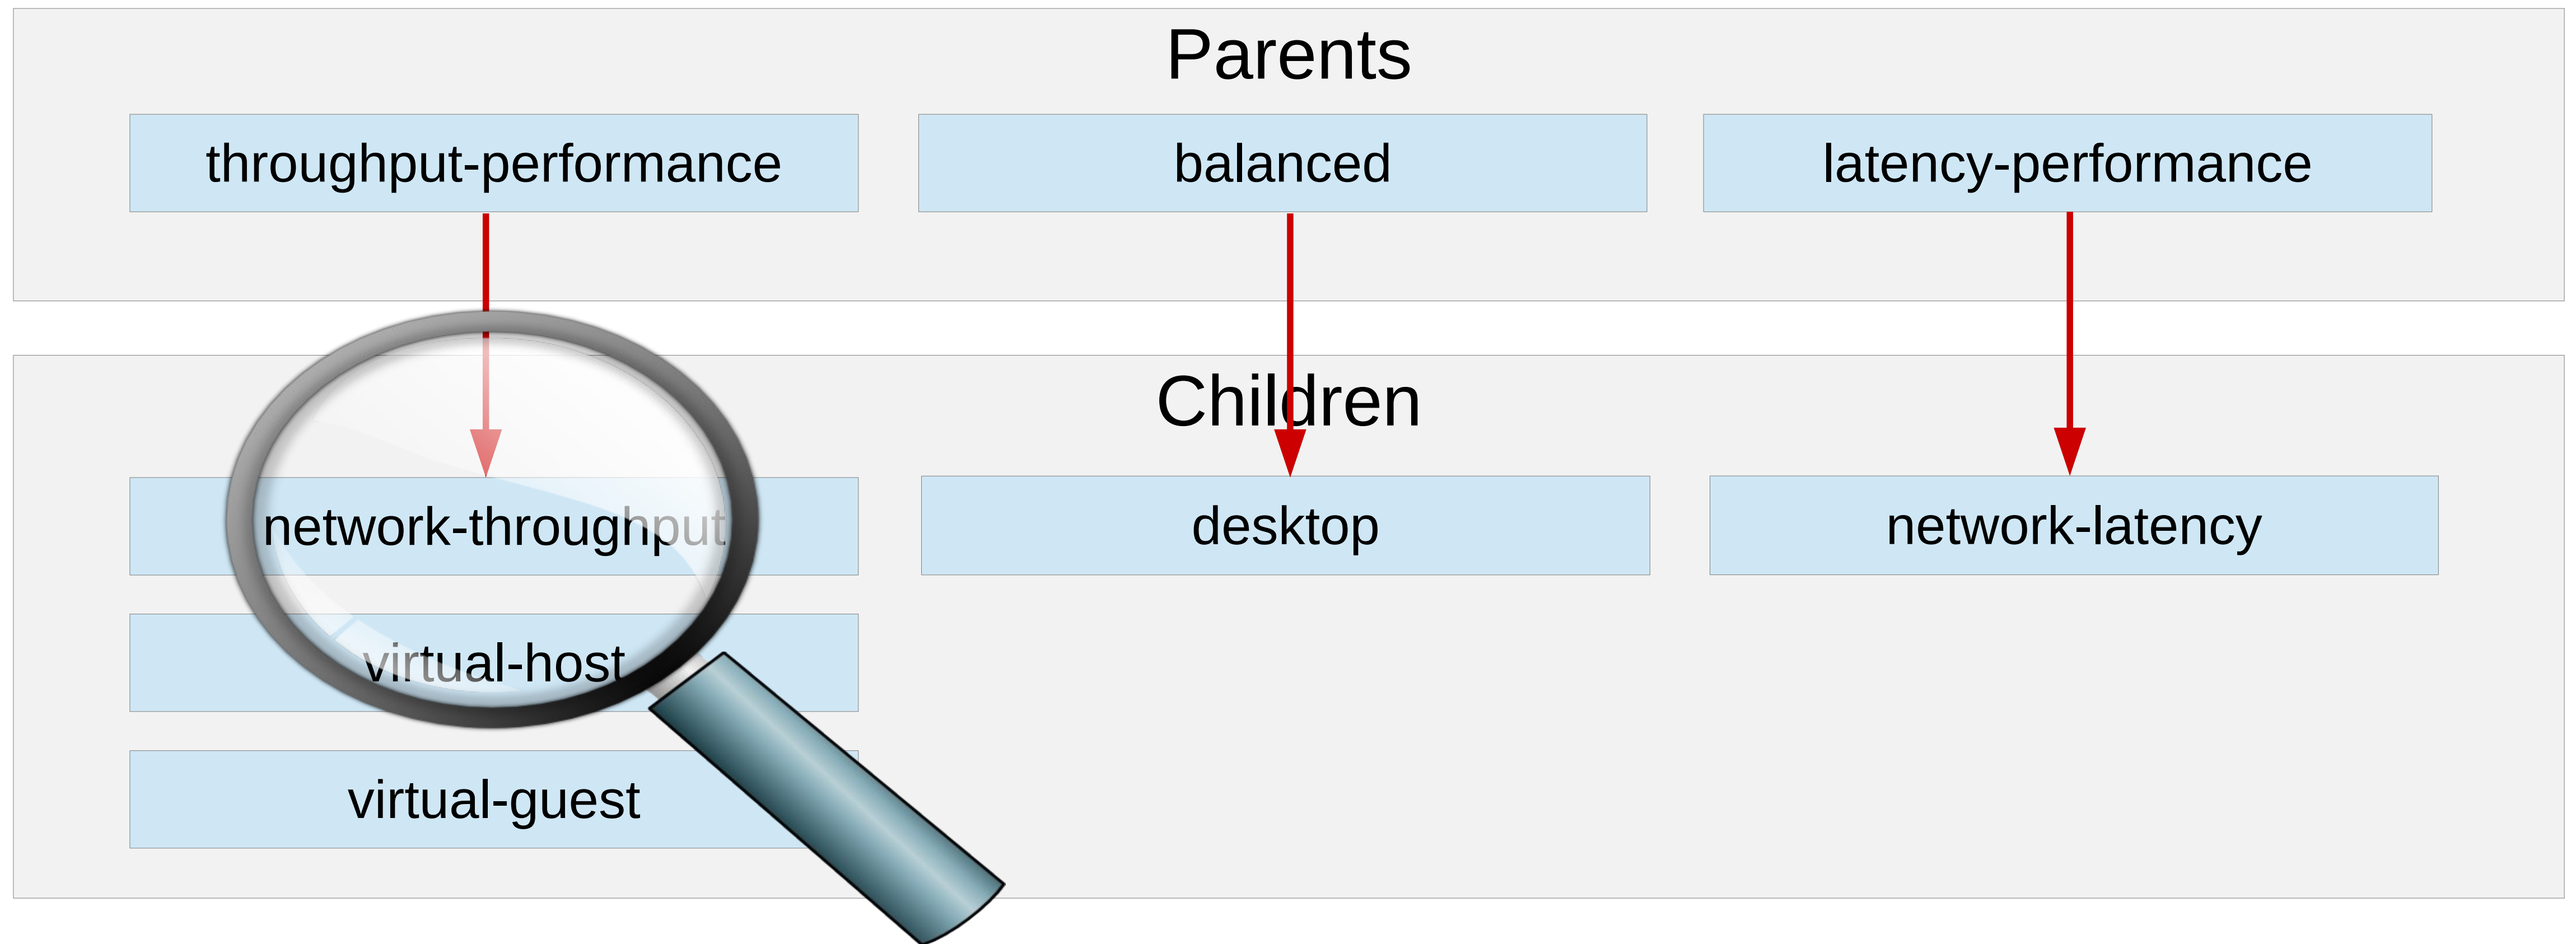 Parents
throughput-performance
balanced
latency-performance
Children
network-throughput
desktop
network-latency
virtual-host
virtual-guest